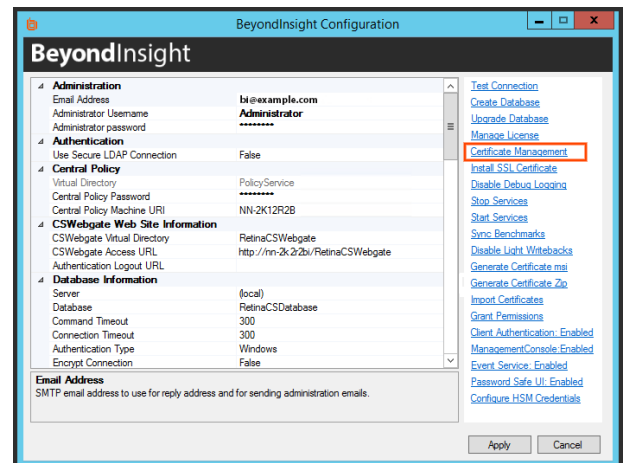 BeyondInsight Configuration
BeyondInsight
Administration
Email Address bi@example.com
Administrator Username Administrator
Administrator password ********
Authentication
Use Secure LDAP Connection False
Central Policy
Virtual Directory PolicyService
Central Policy Password ********
Central Policy Machine URI NN-2K12R2B
CSWebgate Web Site Information
CSWebgate Virtual Directory RetinaCSWebgate
CSWebgate Access URL http://nn-2k2r2bi/RetinaCSWebgate
Authentication Logout URL
Database Information
Server (local)
Database RetinaCSDatabase
Command Timeout 300
Connection Timeout 300
Authentication Type Windows
Encrypt Connection False
Email Address
SMTP email address to use for reply address and for sending administration emails.
Test Connection
Create Database
Upgrade Database
Manage License
Certificate Management
Install SSL Certificate
Disable Debug Logging
Stop Services
Start Services
Sync Benchmarks
Disable Light Writebacks
Generate Certificate msi
Generate Certificate Zip
Import Certificates
Grant Permissions
Client Authentication: Enabled
ManagementConsole:Enabled
Event Service: Enabled
Password Safe UI: Enabled
Configure HSM Credentials
Apply Cancel